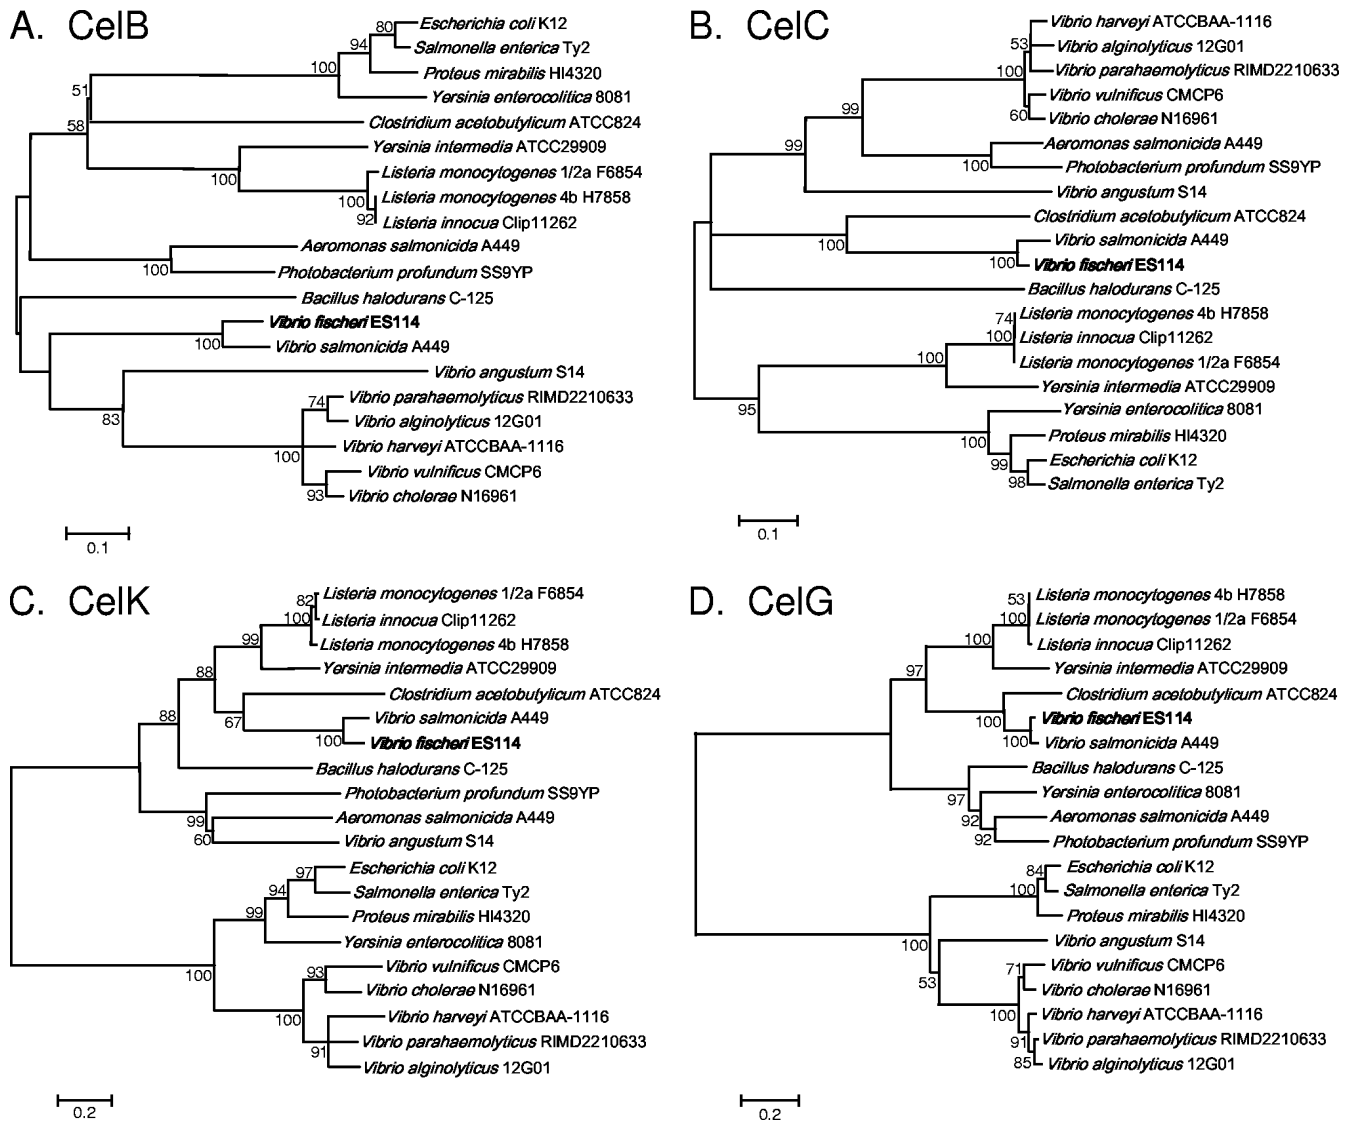 A. CelB
80
Escherichia coli K12
94
Salmonella enterica Ty2
100
Proteus mirabilis HI4320
Yersinia enterocolitica 8081
51
58
Clostridium acetobutylicum ATCC824
Yersinia intermedia ATCC29909
100
Listeria monocytogenes 1/2a F6854
100
Listeria monocytogenes 4b H7858
92
Listeria innocua Clip11262
Aeromonas salmonicida A449
100
Photobacterium profundum SS9YP
Bacillus halodurans C-125
Vibrio fischeri ES114
100
Vibrio salmonicida A449
Vibrio angustum S14
83
74
Vibrio parahaemolyticus RIMD2210633
Vibrio alginolyticus 12G01
Vibrio harveyi ATCCBAA-1116
100
Vibrio vulnificus CMCP6
93
Vibrio cholerae N16961
0.1
B. CelC
Vibrio harveyi ATCCBAA-1116
53
Vibrio alginolyticus 12G01
100
Vibrio parahaemolyticus RIMD2210633
Vibrio vulnificus CMCP6
60
Vibrio cholerae N16961
99
99
Aeromonas salmonicida A449
100
Photobacterium profundum SS9YP
Vibrio angustum S14
Clostridium acetobutylicum ATCC824
100
Vibrio salmonicida A449
100
Vibrio fischeri ES114
Bacillus halodurans C-125
Listeria monocytogenes 4b H7858
74
100
Listeria innocua Clip11262
100
Listeria monocytogenes 1/2a F6854
Yersinia intermedia ATCC29909
95
Yersinia enterocolitica 8081
100
Proteus mirabilis HI4320
99
Escherichia coli K12
98
Salmonella enterica Ty2
0.1
C. CelK
Listeria monocytogenes 1/2a F6854
82
100
Listeria innocua Clip11262
99
Listeria monocytogenes 4b H7858
88
Yersinia intermedia ATCC29909
Clostridium acetobutylicum ATCC824
88
67
Vibrio salmonicida A449
100
Vibrio fischeri ES114
Bacillus halodurans C-125
Photobacterium profundum SS9YP
99
Aeromonas salmonicida A449
60
Vibrio angustum S14
97
Escherichia coli K12
94
Salmonella enterica Ty2
99
Proteus mirabilis HI4320
Yersinia enterocolitica 8081
100
93
Vibrio vulnificus CMCP6
Vibrio cholerae N16961
100
Vibrio harveyi ATCCBAA-1116
91
Vibrio parahaemolyticus RIMD2210633
Vibrio alginolyticus 12G01
0.2
D. CelG
53
Listeria monocytogenes 4b H7858
100
Listeria monocytogenes 1/2a F6854
100
Listeria innocua Clip11262
97
Yersinia intermedia ATCC29909
Clostridium acetobutylicum ATCC824
100
Vibrio fischeri ES114
100
Vibrio salmonicida A449
Bacillus halodurans C-125
97
Yersinia enterocolitica 8081
92
Aeromonas salmonicida A449
92
Photobacterium profundum SS9YP
84
Escherichia coli K12
100
Salmonella enterica Ty2
Proteus mirabilis HI4320
100
Vibrio angustum S14
53
71
Vibrio vulnificus CMCP6
Vibrio cholerae N16961
100
Vibrio harveyi ATCCBAA-1116
91
Vibrio parahaemolyticus RIMD2210633
85
Vibrio alginolyticus 12G01
0.2